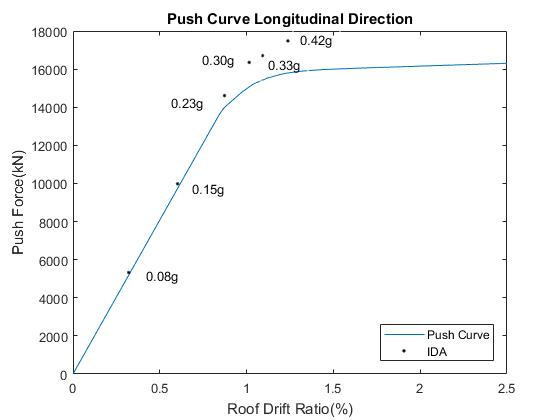 Push Curve Longitudinal Direction
18000
16000
14000
12000
10000
8000
6000
4000
2000
0
Push Force(kN)
0.42g
0.30g
0.33g
0.23g
0.15g
0.08g
Push Curve
IDA
0
0.5
1
1.5
2
2.5
Roof Drift Ratio(%)